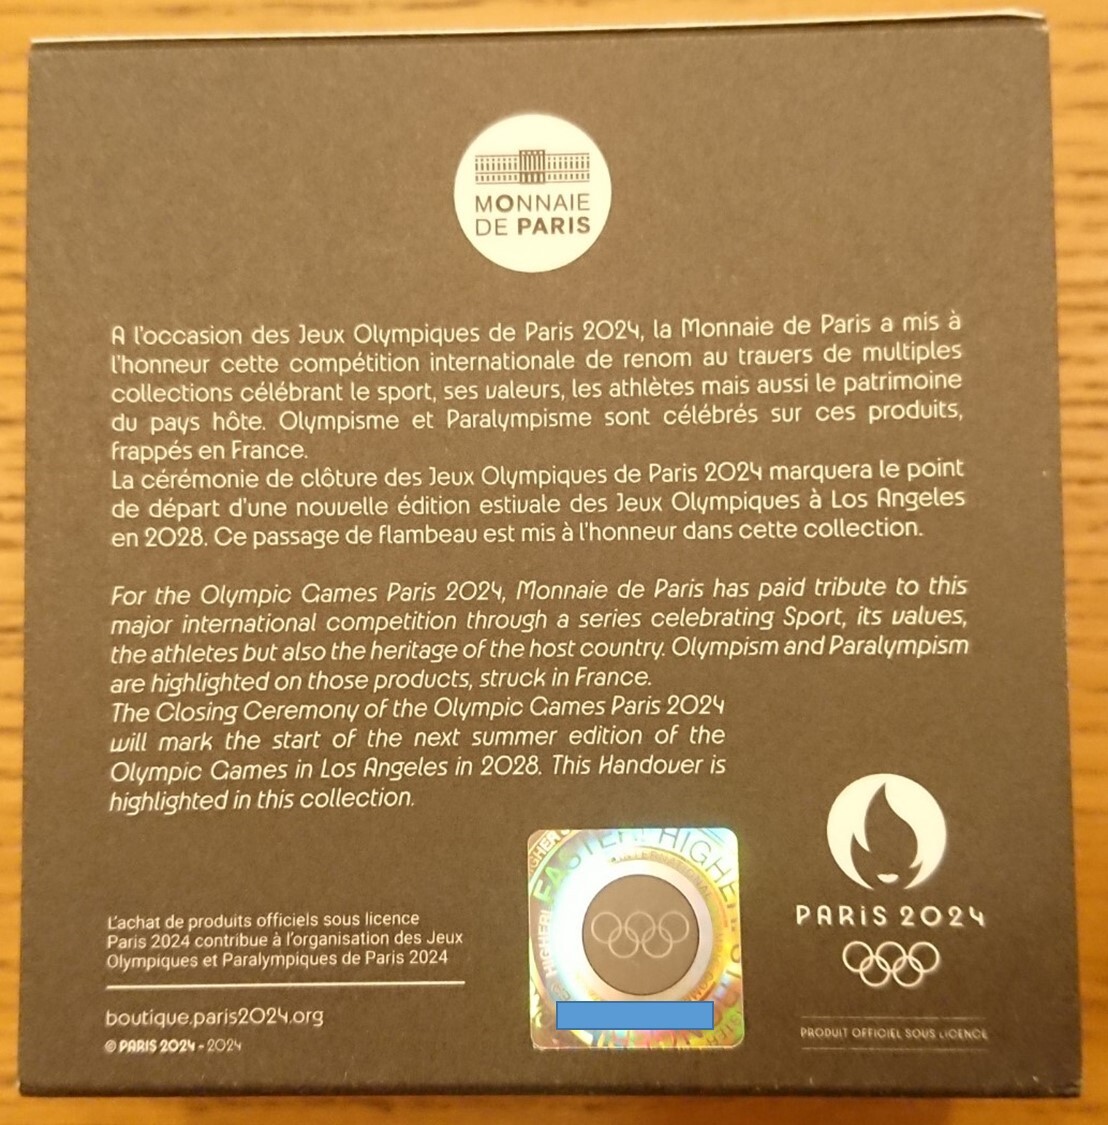 MONNAIE
DE PARIS
A l'occasion des Jeux Olympiques de Paris 2024, la Monnaie de Paris a mis à
l'honneur cette compétition internationale de renom au travers de multiples
collections célébrant le sport, ses valeurs, les athlètes mais aussi le patrimoine
du pays hôte. Olympisme et Paralympisme sont célébrés sur ces produits,
frappés en France.
La cérémonie de clôture des Jeux Olympiques de Paris 2024 marquera le point
de départ d'une nouvelle édition estivale des Jeux Olympiques à Los Angeles
en 2028. Ce passage de flambeau est mis à l'honneur dans cette collection.
For the Olympic Games Paris 2024, Monnaie de Paris has paid tribute to this
major international competition through a series celebrating Sport, its values,
the athletes but also the heritage of the host country. Olympism and Paralympism
are highlighted on those products, struck in France.
The Closing Ceremony of the Olympic Games Paris 2024
will mark the start of the next summer edition of the
Olympic Games in Los Angeles in 2028. This Handover is
highlighted in this collection.
HIGHER
INTERNATIONAL
PARIS 2024
L'achat de produits officiels sous licence
Paris 2024 contribue à l'organisation des Jeux
Olympiques et Paralympiques de Paris 2024
boutique.paris2024.org
© PARIS 2024 - 2024
PRODUIT OFFICIEL SOUS LICENCE